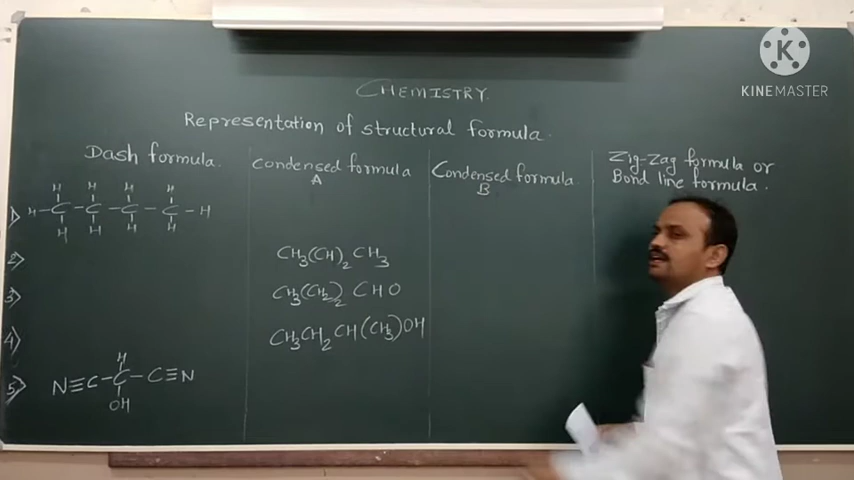 K
KINEMASTER
CHEMISTRY.
Representation of structural formula.
Dash formula.
Condensed formula
A
Condensed formula
B
Zig-Zag formula or
Bond line formula.
1)
H H H H
H-C-C-C-C-H
H H H H
2)
CH3(CH)2CH3
3)
CH3(CH2)2CHO
4)
CH3CH2CH(CH3)OH
5)
H
N≡C-C-C≡N
OH